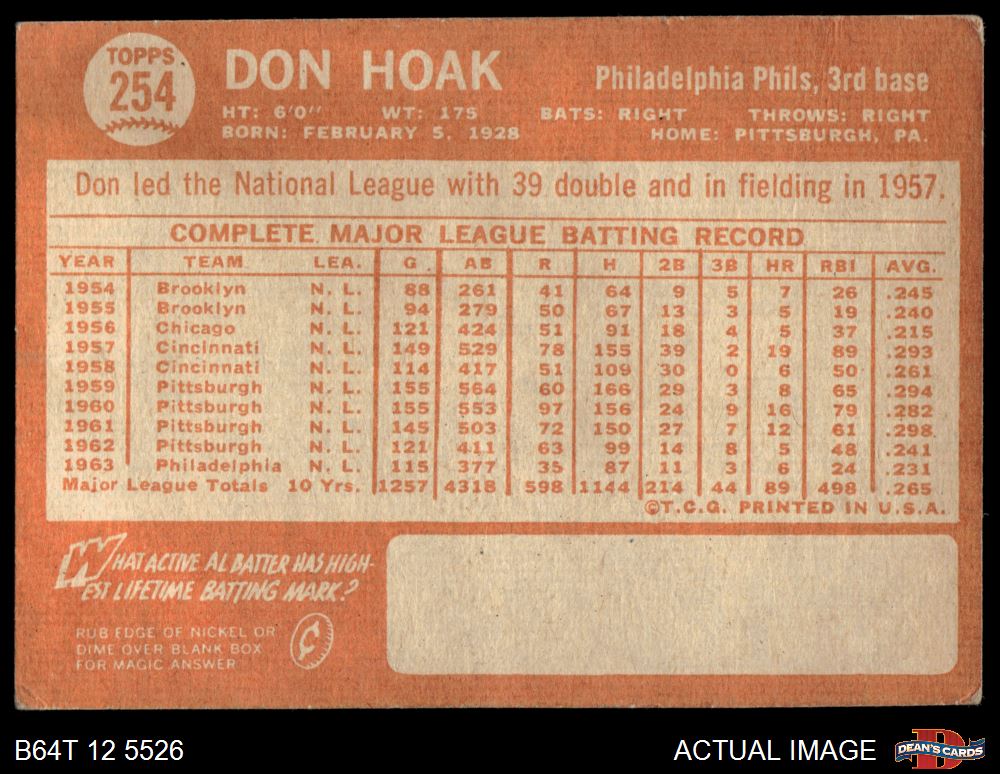 TOPPS
254
DON HOAK
Philadelphia Phils, 3rd base
HT: 6'0" WT: 175 BATS: RIGHT THROWS: RIGHT
BORN: FEBRUARY 5, 1928 HOME: PITTSBURGH, PA.
Don led the National League with 39 double and in fielding in 1957.
COMPLETE MAJOR LEAGUE BATTING RECORD
YEAR TEAM LEA. G AB R H 2B 3B HR RBI AVG.
1954 Brooklyn N. L. 88 261 41 64 9 5 7 26 .245
1955 Brooklyn N. L. 94 279 50 67 13 3 5 19 .240
1956 Chicago N. L. 121 424 51 91 18 4 5 37 .215
1957 Cincinnati N. L. 149 529 78 155 39 2 19 89 .293
1958 Cincinnati N. L. 114 417 51 109 30 0 6 50 .261
1959 Pittsburgh N. L. 155 564 60 166 29 3 8 65 .294
1960 Pittsburgh N. L. 155 553 97 156 24 9 16 79 .282
1961 Pittsburgh N. L. 145 503 72 150 27 7 12 61 .298
1962 Pittsburgh N. L. 121 411 63 99 14 8 5 48 .241
1963 Philadelphia N. L. 115 377 35 87 11 3 6 24 .231
Major League Totals 10 Yrs. 1257 4318 598 1144 214 44 89 498 .265
©T.C.G. PRINTED IN U.S.A.
WHAT ACTIVE AL BATTER HAS HIGH-
EST LIFETIME BATTING MARK?
RUB EDGE OF NICKEL OR
DIME OVER BLANK BOX
FOR MAGIC ANSWER
¢
B64T 12 5526
ACTUAL IMAGE
D
DEAN'S CARDS